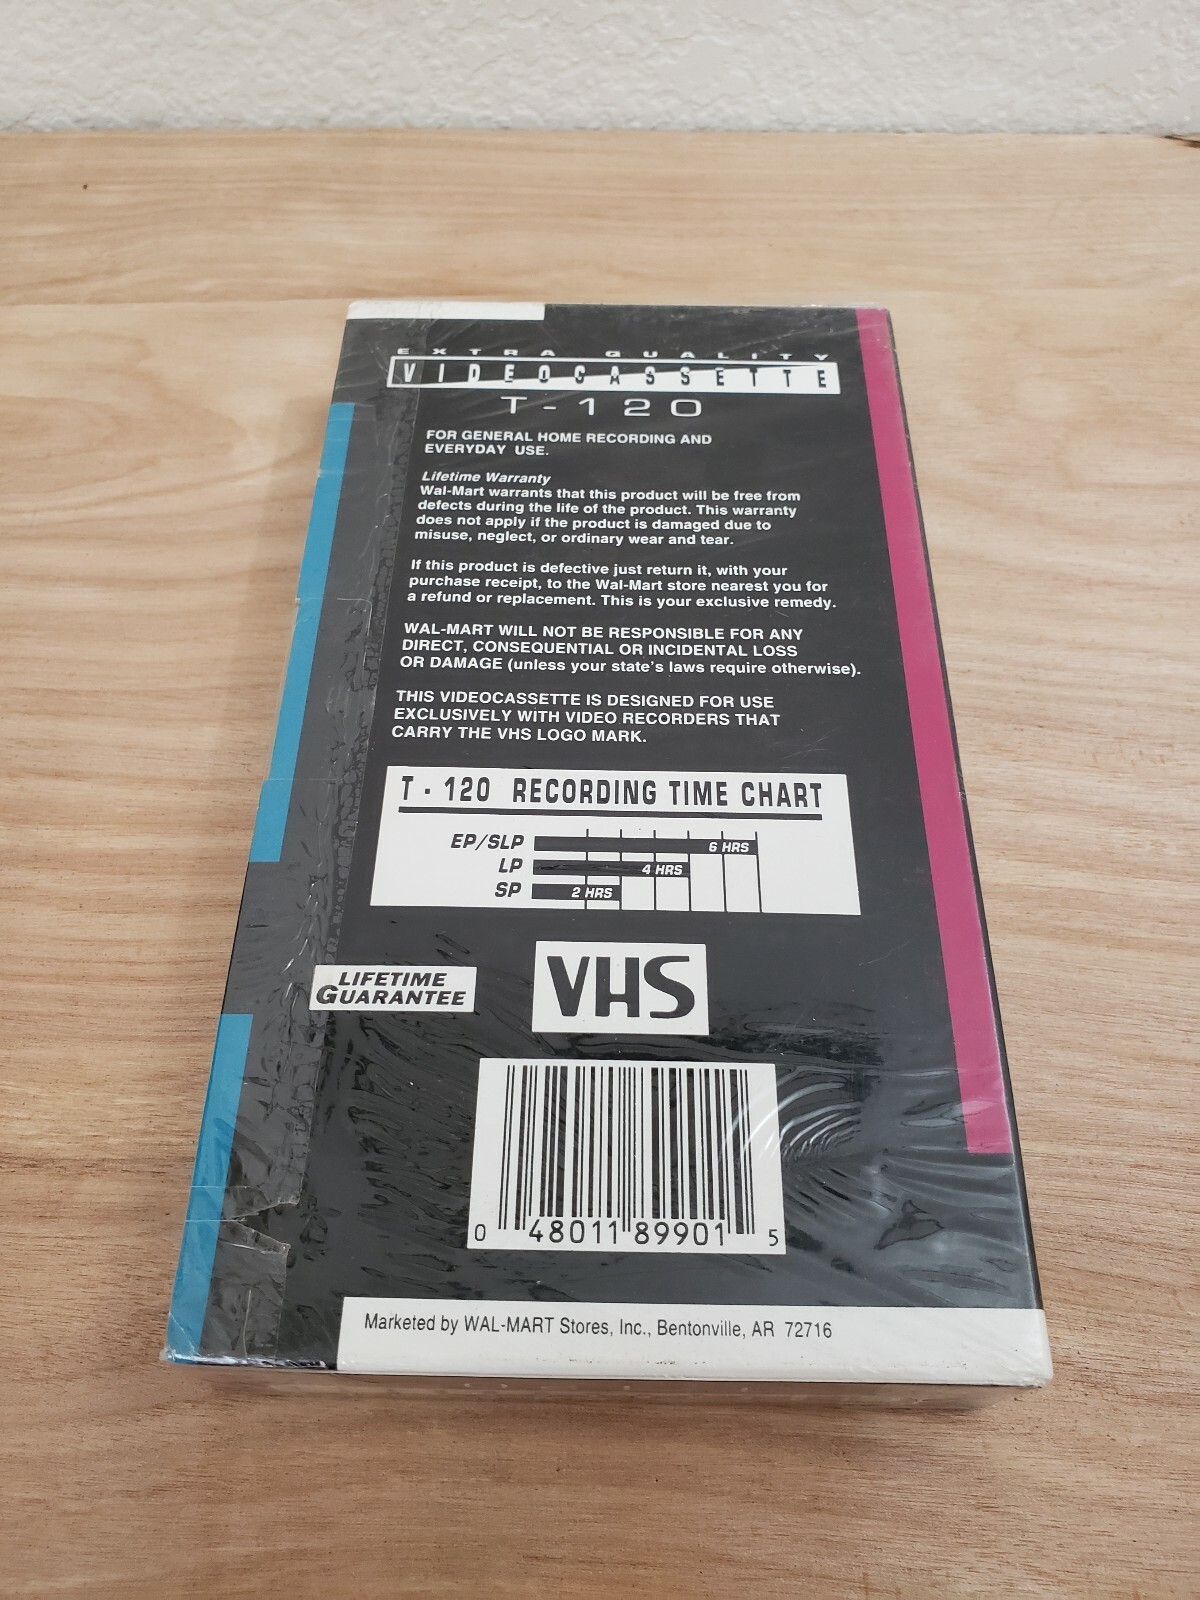 EXTRA QUALITY
VIDEOCASSETTE
T-120
FOR GENERAL HOME RECORDING AND
EVERYDAY USE.
Lifetime Warranty
Wal-Mart warrants that this product will be free from
defects during the life of the product. This warranty
does not apply if the product is damaged due to
misuse, neglect, or ordinary wear and tear.
If this product is defective just return it, with your
purchase receipt, to the Wal-Mart store nearest you for
a refund or replacement. This is your exclusive remedy.
WAL-MART WILL NOT BE RESPONSIBLE FOR ANY
DIRECT, CONSEQUENTIAL OR INCIDENTAL LOSS
OR DAMAGE (unless your state's laws require otherwise).
THIS VIDEOCASSETTE IS DESIGNED FOR USE
EXCLUSIVELY WITH VIDEO RECORDERS THAT
CARRY THE VHS LOGO MARK.
T - 120 RECORDING TIME CHART
EP/SLP 6 HRS
LP 4 HRS
SP 2 HRS
LIFETIME
GUARANTEE
VHS
0 48011 89901 5
Marketed by WAL-MART Stores, Inc., Bentonville, AR 72716